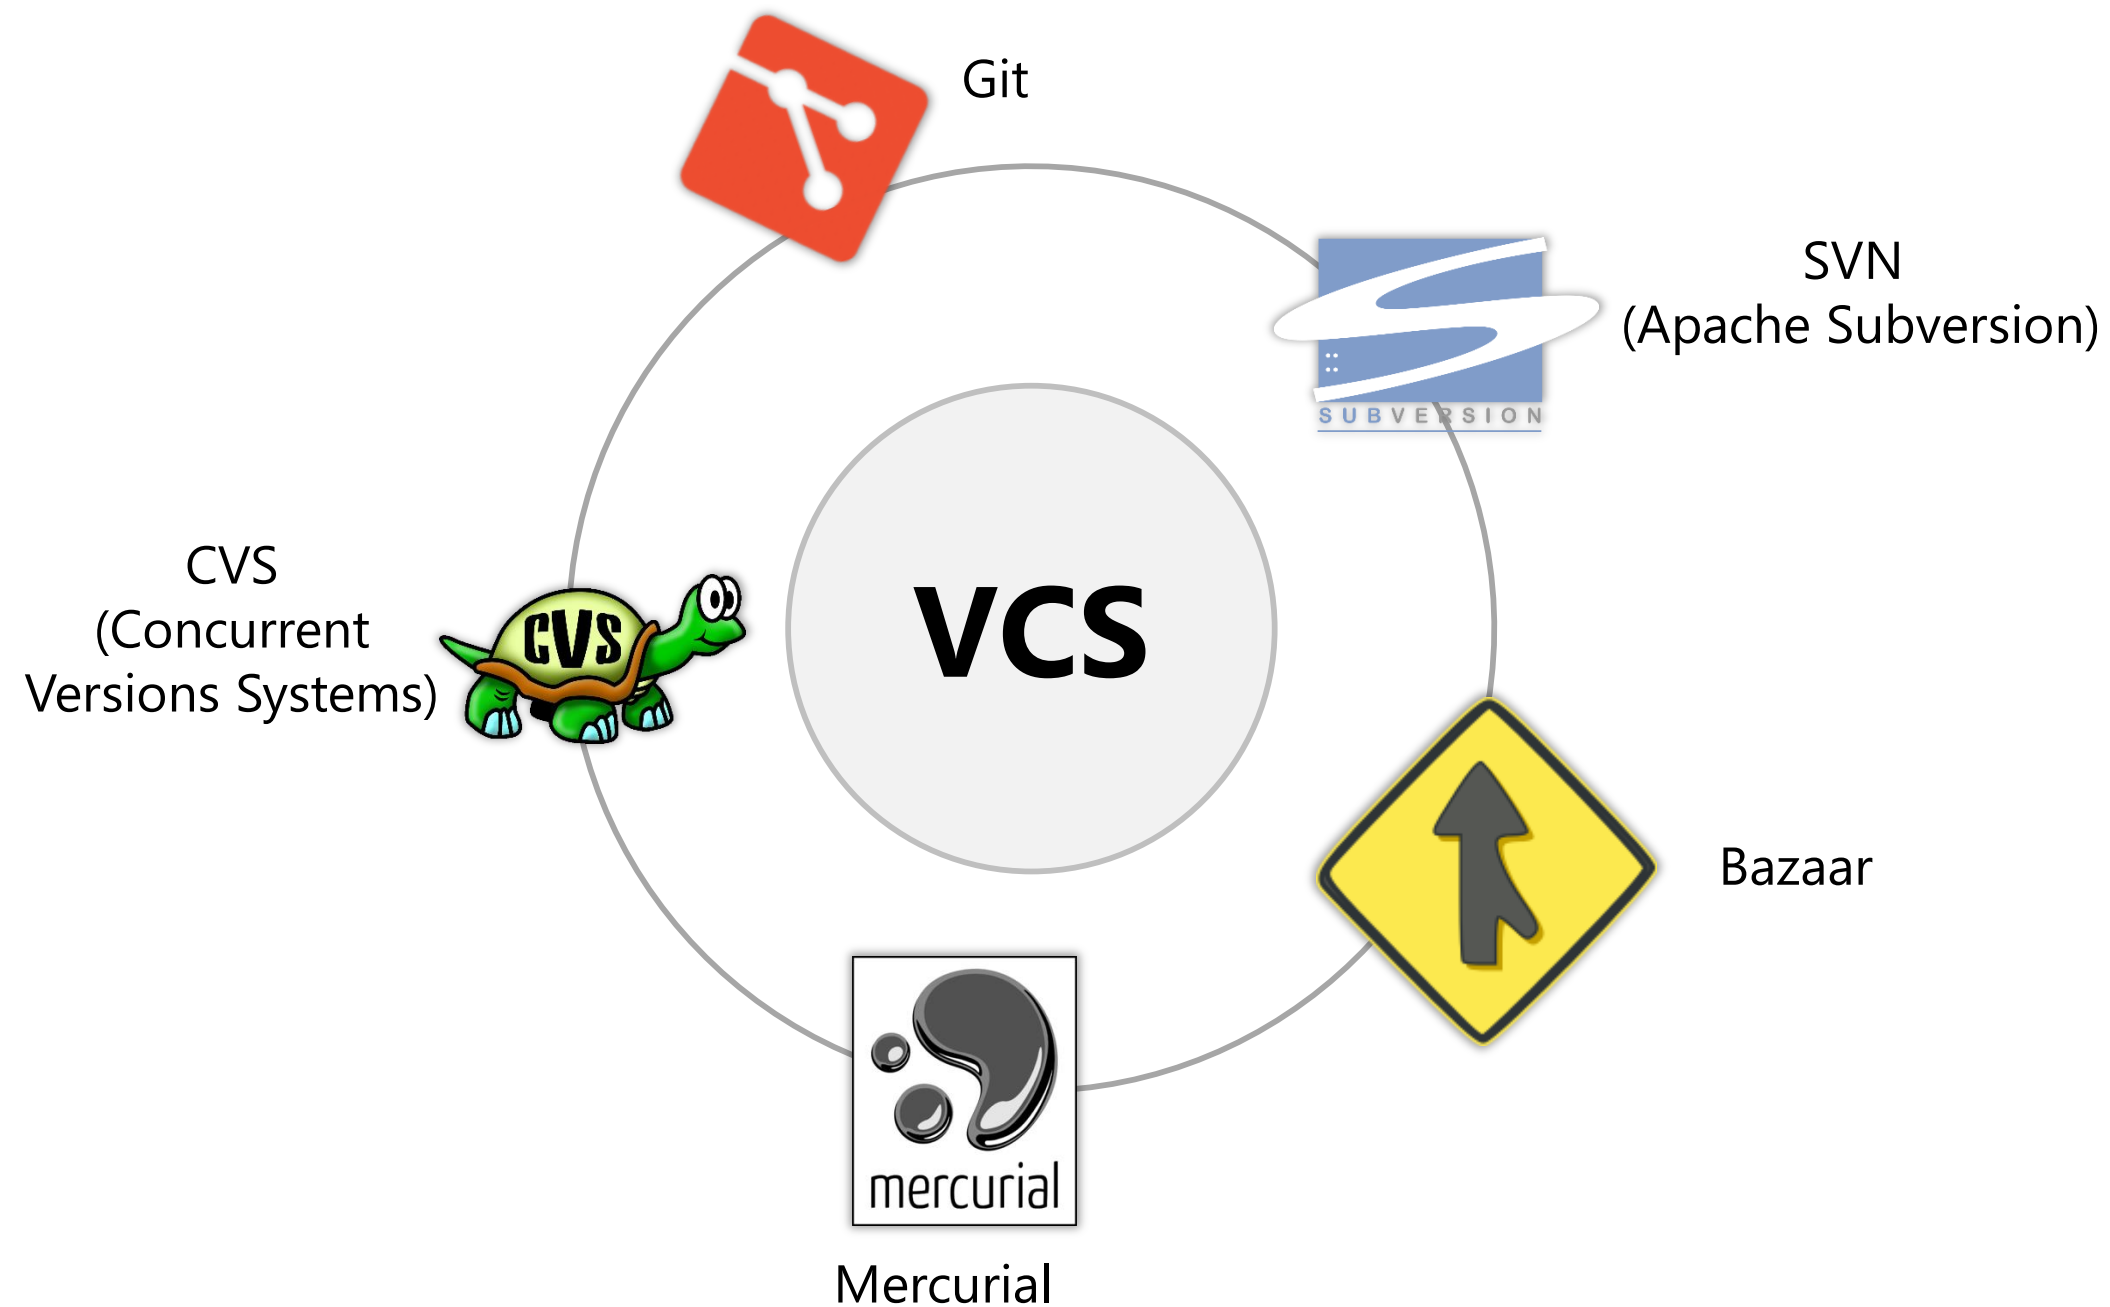 Git
SVN
(Apache Subversion)
SUBVERSION
CVS
(Concurrent
Versions Systems)
CVS
VCS
Bazaar
mercurial
Mercurial